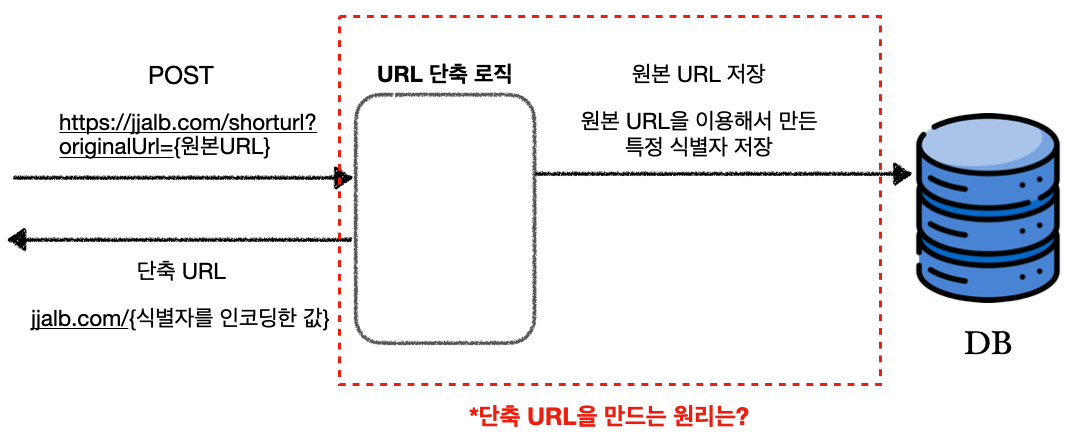 POST
https://jjalb.com/shorturl?
originalUrl={원본URL}
단축 URL
jjalb.com/{식별자를 인코딩한 값}
URL 단축 로직
원본 URL 저장
원본 URL을 이용해서 만든
특정 식별자 저장
DB
*단축 URL을 만드는 원리는?